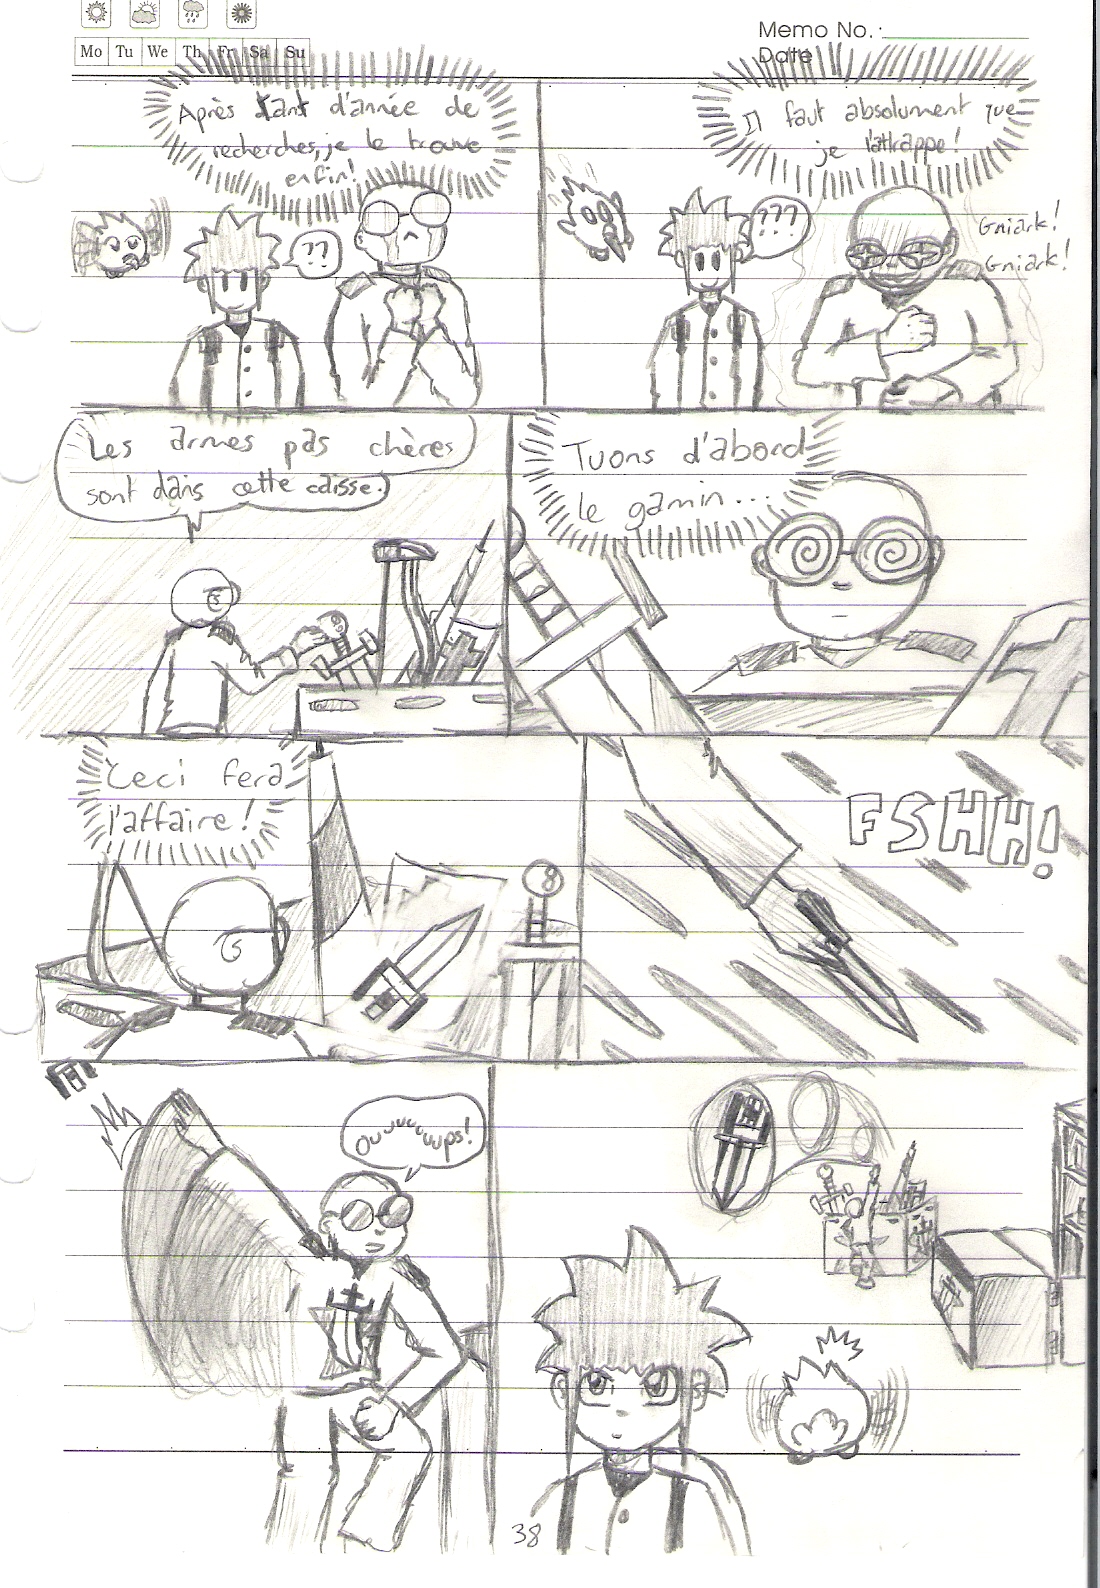 Mo Tu We Th Fr Sa Su
Memo No. :
Date
Après tant d'année de
recherches, je le trouve
enfin!
??
Il faut absolument que
je l'attrappe!
???
Gniark!
Gniark!
Les armes pas chères
sont dans cette caisse.
Tuons d'abord
le gamin...
Ceci fera
l'affaire!
FSHH!
Ouuuuuups!
38